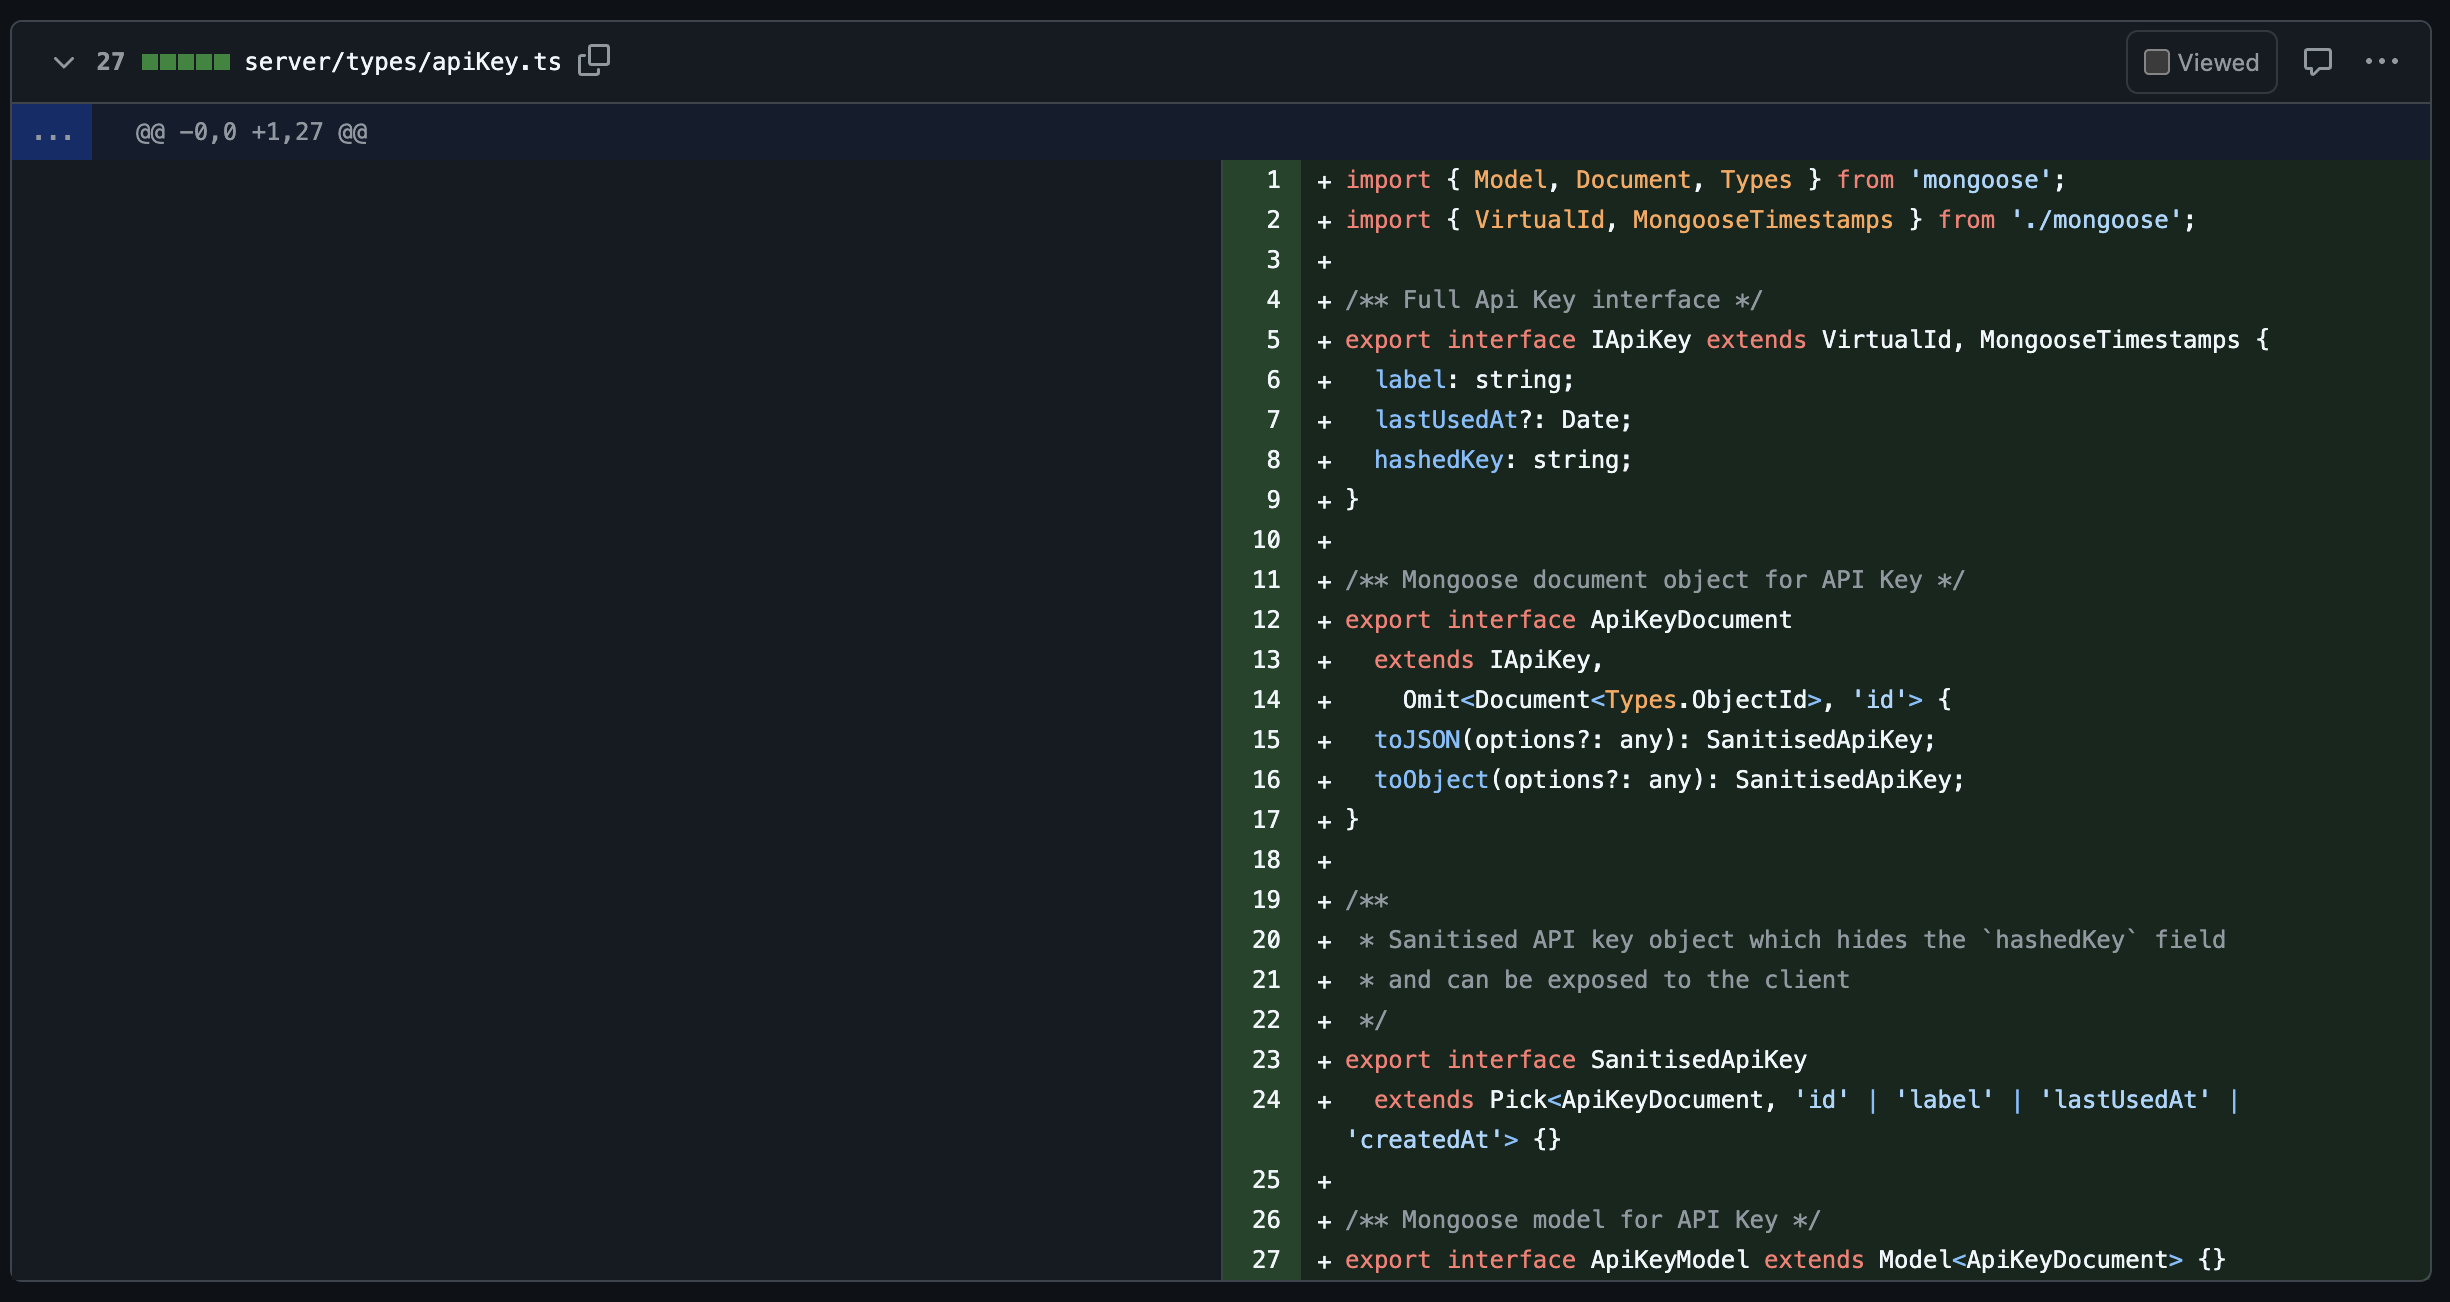 27 server/types/apiKey.ts Viewed ...
... @@ -0,0 +1,27 @@
1 + import { Model, Document, Types } from 'mongoose';
2 + import { VirtualId, MongooseTimestamps } from './mongoose';
3 +
4 + /** Full Api Key interface */
5 + export interface IApiKey extends VirtualId, MongooseTimestamps {
6 +   label: string;
7 +   lastUsedAt?: Date;
8 +   hashedKey: string;
9 + }
10 +
11 + /** Mongoose document object for API Key */
12 + export interface ApiKeyDocument
13 +   extends IApiKey,
14 +     Omit<Document<Types.ObjectId>, 'id'> {
15 +   toJSON(options?: any): SanitisedApiKey;
16 +   toObject(options?: any): SanitisedApiKey;
17 + }
18 +
19 + /**
20 +  * Sanitised API key object which hides the `hashedKey` field
21 +  * and can be exposed to the client
22 +  */
23 + export interface SanitisedApiKey
24 +   extends Pick<ApiKeyDocument, 'id' | 'label' | 'lastUsedAt' |
'createdAt'> {}
25 +
26 + /** Mongoose model for API Key */
27 + export interface ApiKeyModel extends Model<ApiKeyDocument> {}